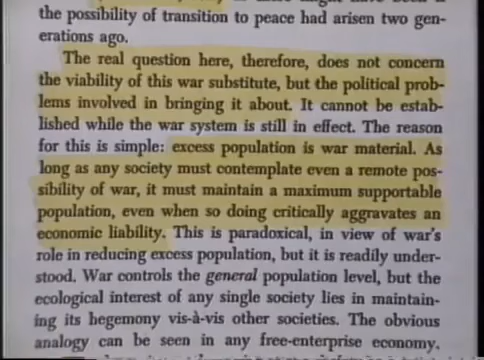 the possibility of transition to peace had arisen two gen-
erations ago.
The real question here, therefore, does not concern
the viability of this war substitute, but the political prob-
lems involved in bringing it about. It cannot be estab-
lished while the war system is still in effect. The reason
for this is simple: excess population is war material. As
long as any society must contemplate even a remote pos-
sibility of war, it must maintain a maximum supportable
population, even when so doing critically aggravates an
economic liability. This is paradoxical, in view of war's
role in reducing excess population, but it is readily under-
stood. War controls the general population level, but the
ecological interest of any single society lies in maintain-
ing its hegemony vis-à-vis other societies. The obvious
analogy can be seen in any free-enterprise economy.